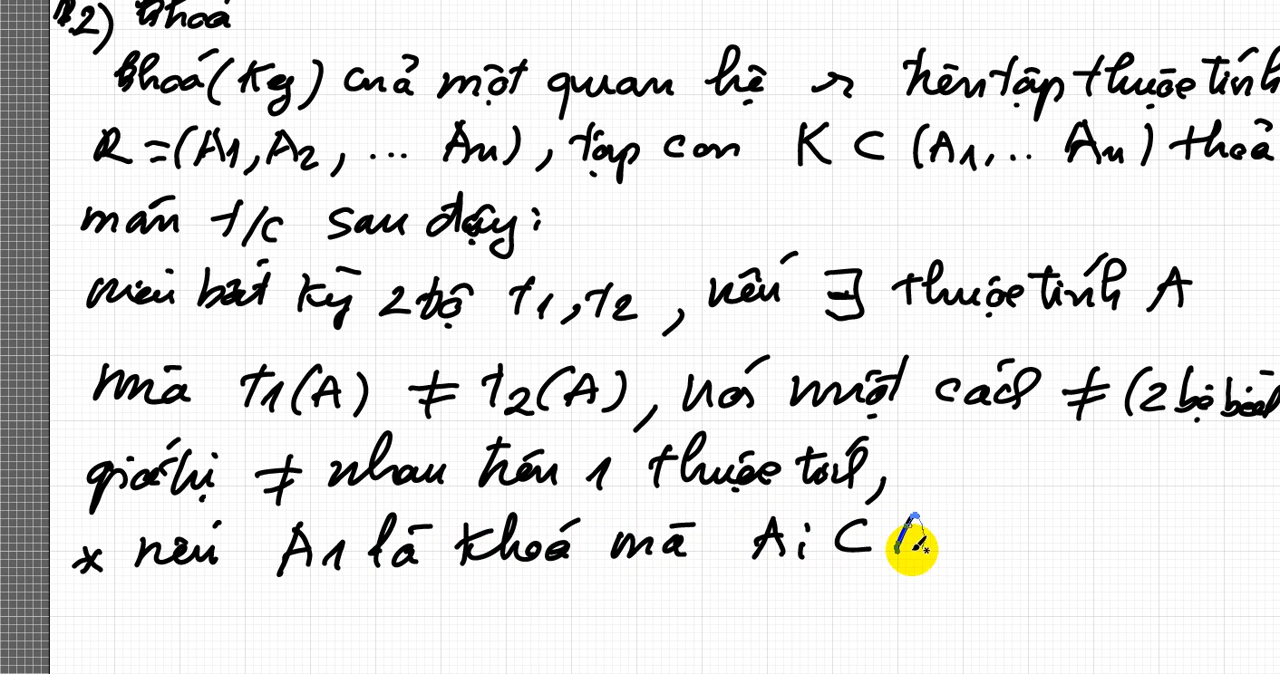 2) Khoá
Khoá (Key) của một quan hệ r trên tập thuộc tính
R = (A1, A2, ... An), tập con K ⊂ (A1, .. An) thoả
mãn t/c sau đây:
bất kỳ 2 bộ t1, t2, nếu ∃ thuộc tính A
mà t1(A) ≠ t2(A), nói một cách ≠ (2 bộ bất
giá trị ≠ nhau trên 1 thuộc tính,
* nếu A1 là khoá mà Ai ⊂